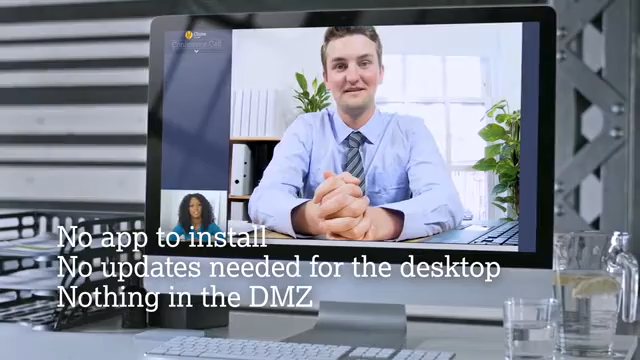 No app to install
No updates needed for the desktop
Nothing in the DMZ